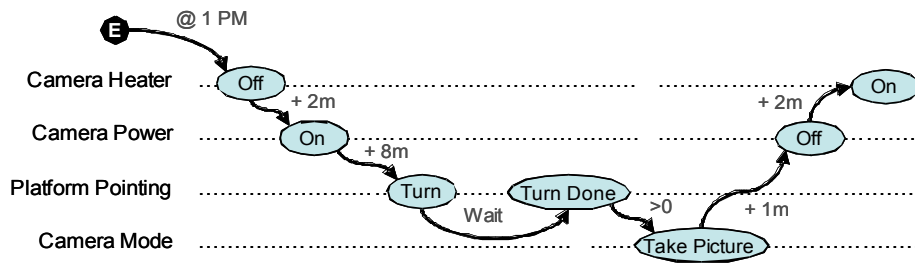 @ 1 PM
E
Camera Heater
Off
On
+ 2m
+ 2m
Camera Power
On
Off
+ 8m
Platform Pointing
Turn
Turn Done
Wait
>0
+ 1m
Camera Mode
Take Picture